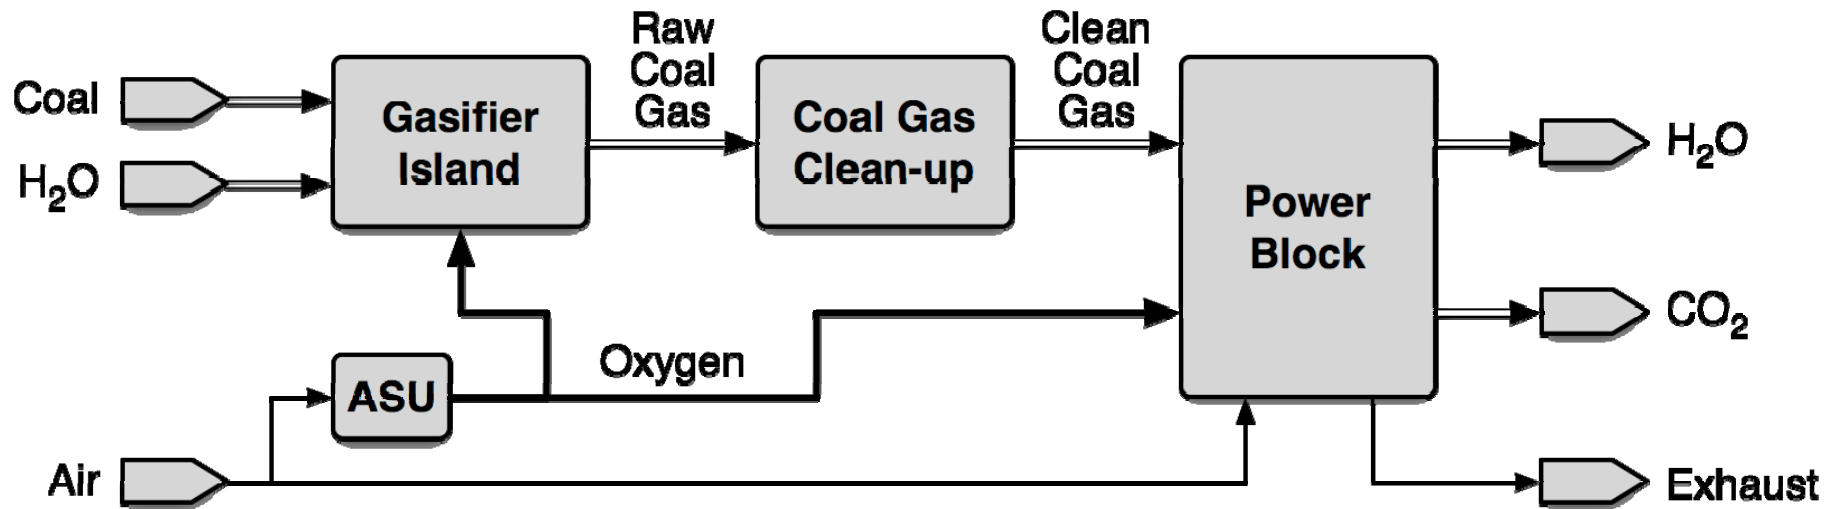 Coal
H₂O
Air
Gasifier
Island
ASU
Raw
Coal
Gas
Oxygen
Coal Gas
Clean-up
Clean
Coal
Gas
Power
Block
H₂O
CO₂
Exhaust